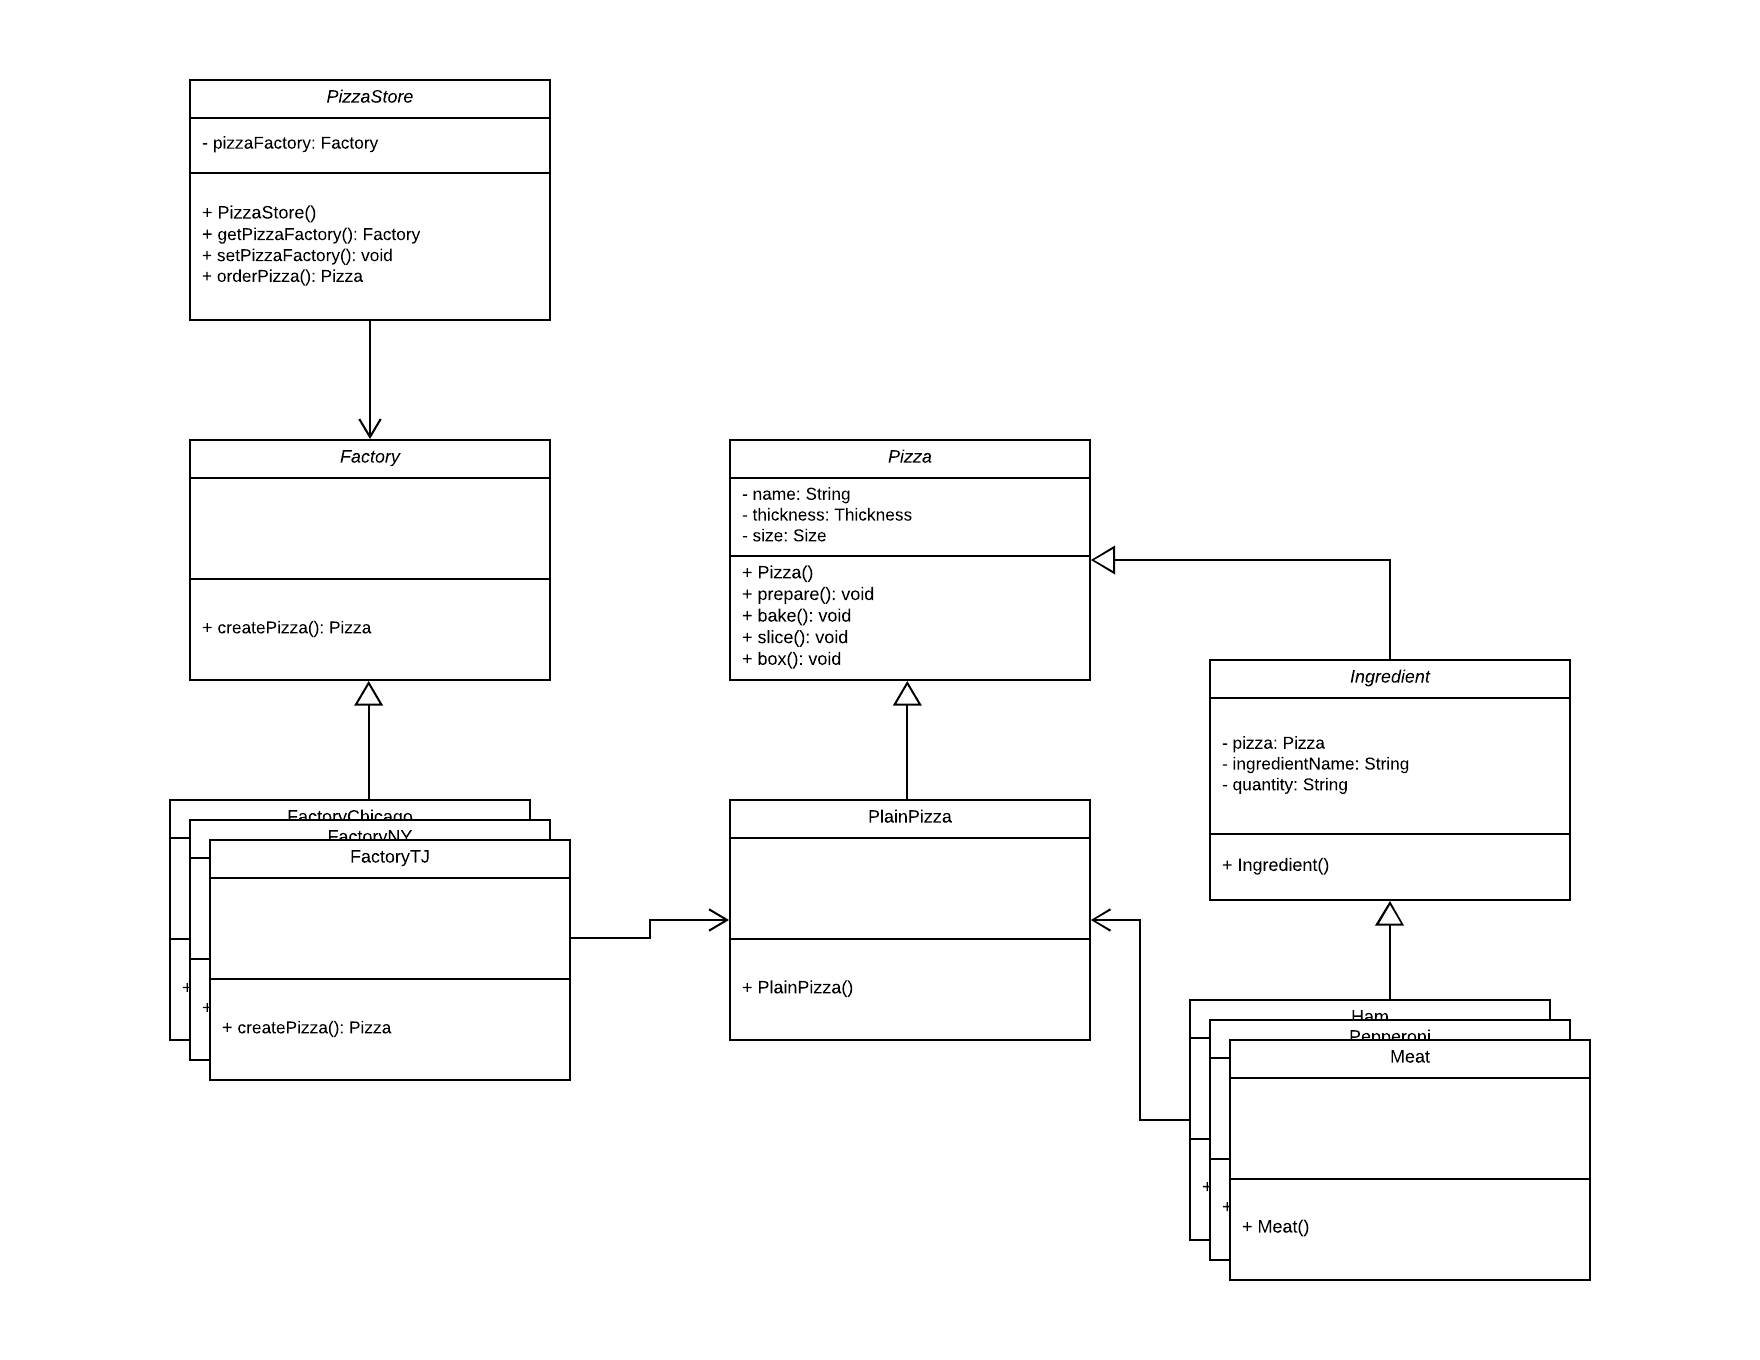 PizzaStore
- pizzaFactory: Factory
+ PizzaStore()
+ getPizzaFactory(): Factory
+ setPizzaFactory(): void
+ orderPizza(): Pizza
Factory
+ createPizza(): Pizza
Pizza
- name: String
- thickness: Thickness
- size: Size
+ Pizza()
+ prepare(): void
+ bake(): void
+ slice(): void
+ box(): void
Ingredient
- pizza: Pizza
- ingredientName: String
- quantity: String
+ Ingredient()
FactoryChicago
+
FactoryNY
+
FactoryTJ
+ createPizza(): Pizza
PlainPizza
+ PlainPizza()
Ham
+
Pepperoni
+
Meat
+ Meat()